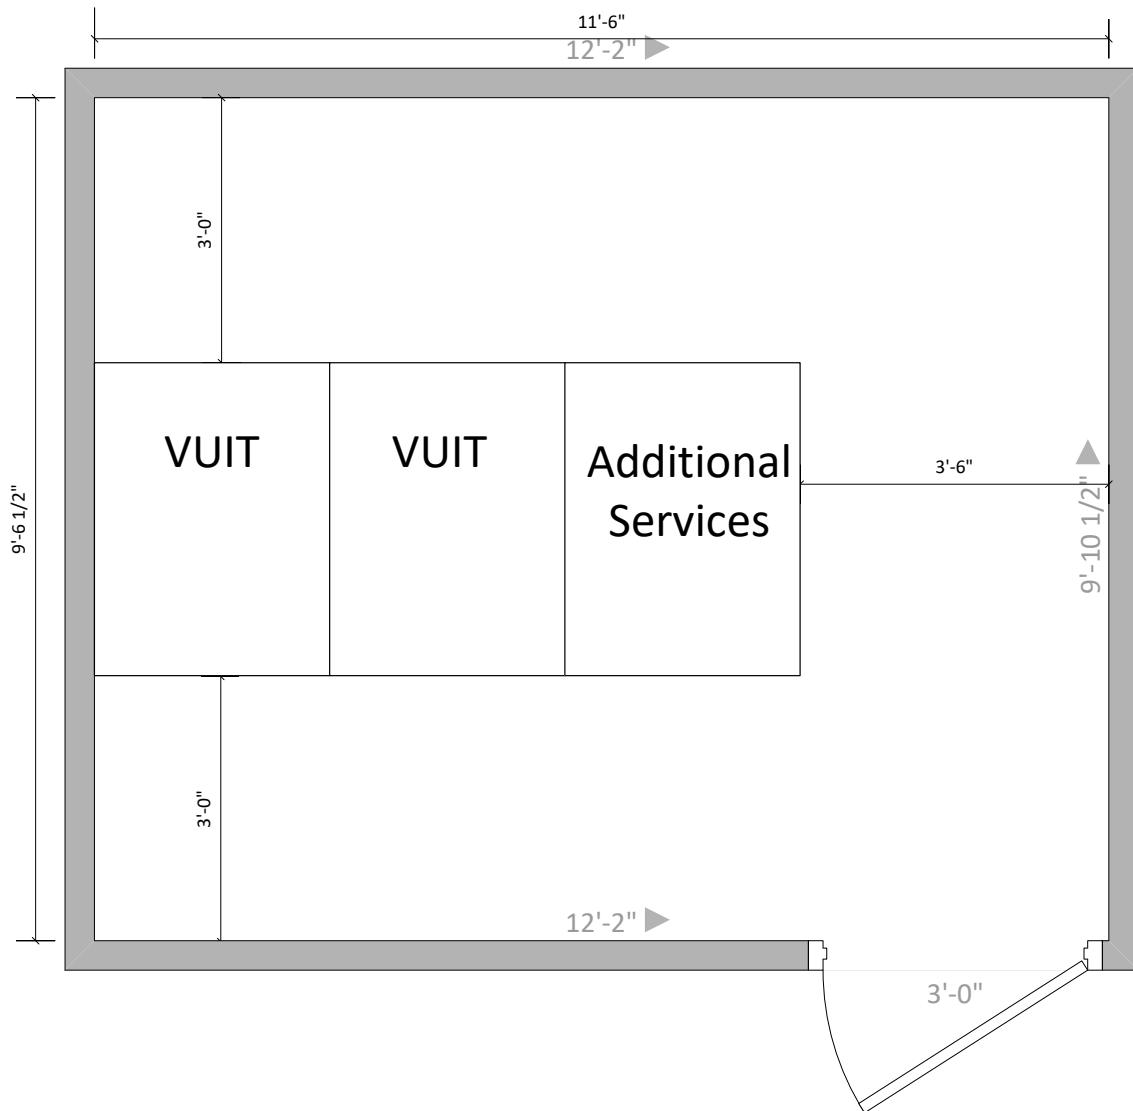 11'-6"
12'-2"
3'-0"
9'-6 1/2"
VUIT
VUIT
Additional
Services
3'-6"
9'-10 1/2"
3'-0"
12'-2"
3'-0"